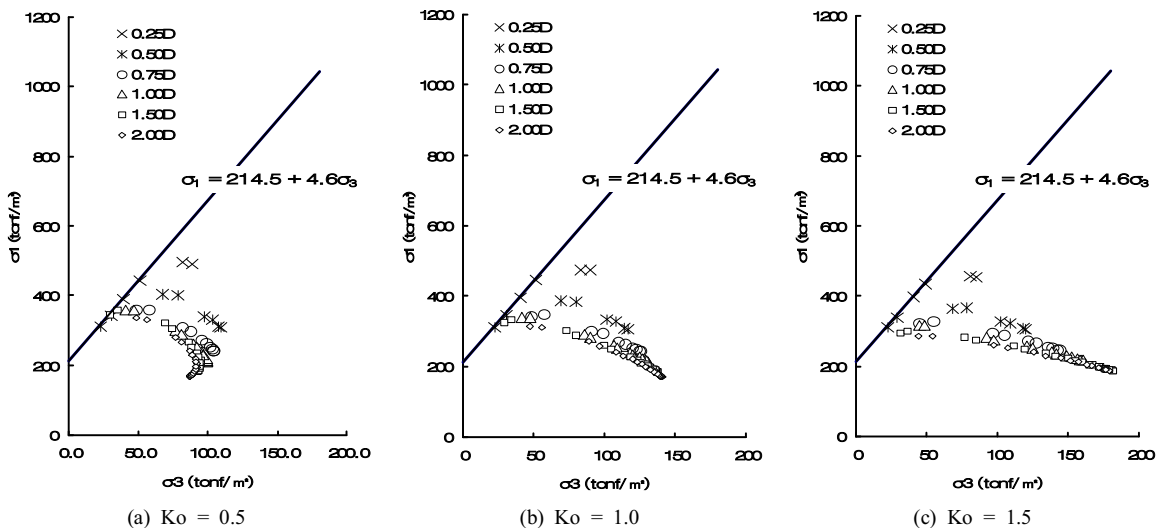 1200
1000
800
600
400
200
0
σ1 (tonf/㎡)
0.25D
0.50D
0.75D
1.00D
1.50D
2.00D
σ₁ = 214.5 + 4.6σ₃
0.0 50.0 100.0 150.0 200.0
σ3 (tonf/㎡)
(a) Ko = 0.5
1200
1000
800
600
400
200
0
σ1 (tonf/㎡)
0.25D
0.50D
0.75D
1.00D
1.50D
2.00D
σ₁ = 214.5 + 4.6σ₃
0 50 100 150 200
σ3 (tonf/㎡)
(b) Ko = 1.0
1200
1000
800
600
400
200
0
σ1 (tonf/㎡)
0.25D
0.50D
0.75D
1.00D
1.50D
2.00D
σ₁ = 214.5 + 4.6σ₃
0 50 100 150 200
σ3 (tonf/㎡)
(c) Ko = 1.5